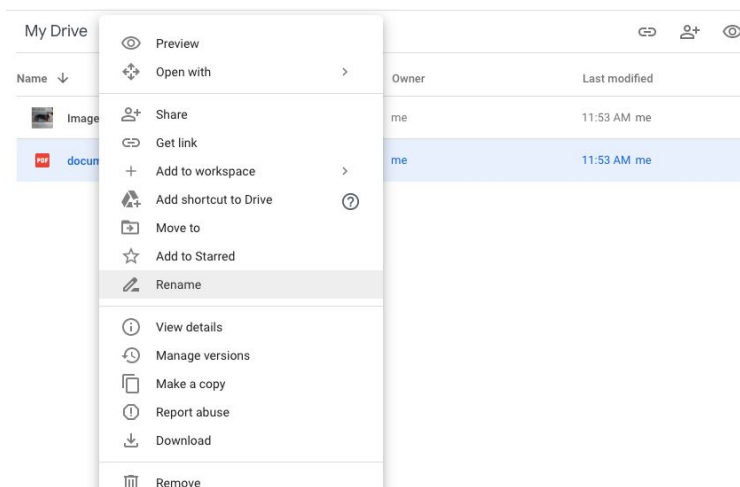 My Drive
Name
Owner
Last modified
Image
me
11:53 AM me
PDF
docum
me
11:53 AM me
Preview
Open with
Share
Get link
Add to workspace
Add shortcut to Drive
Move to
Add to Starred
Rename
View details
Manage versions
Make a copy
Report abuse
Download
Remove